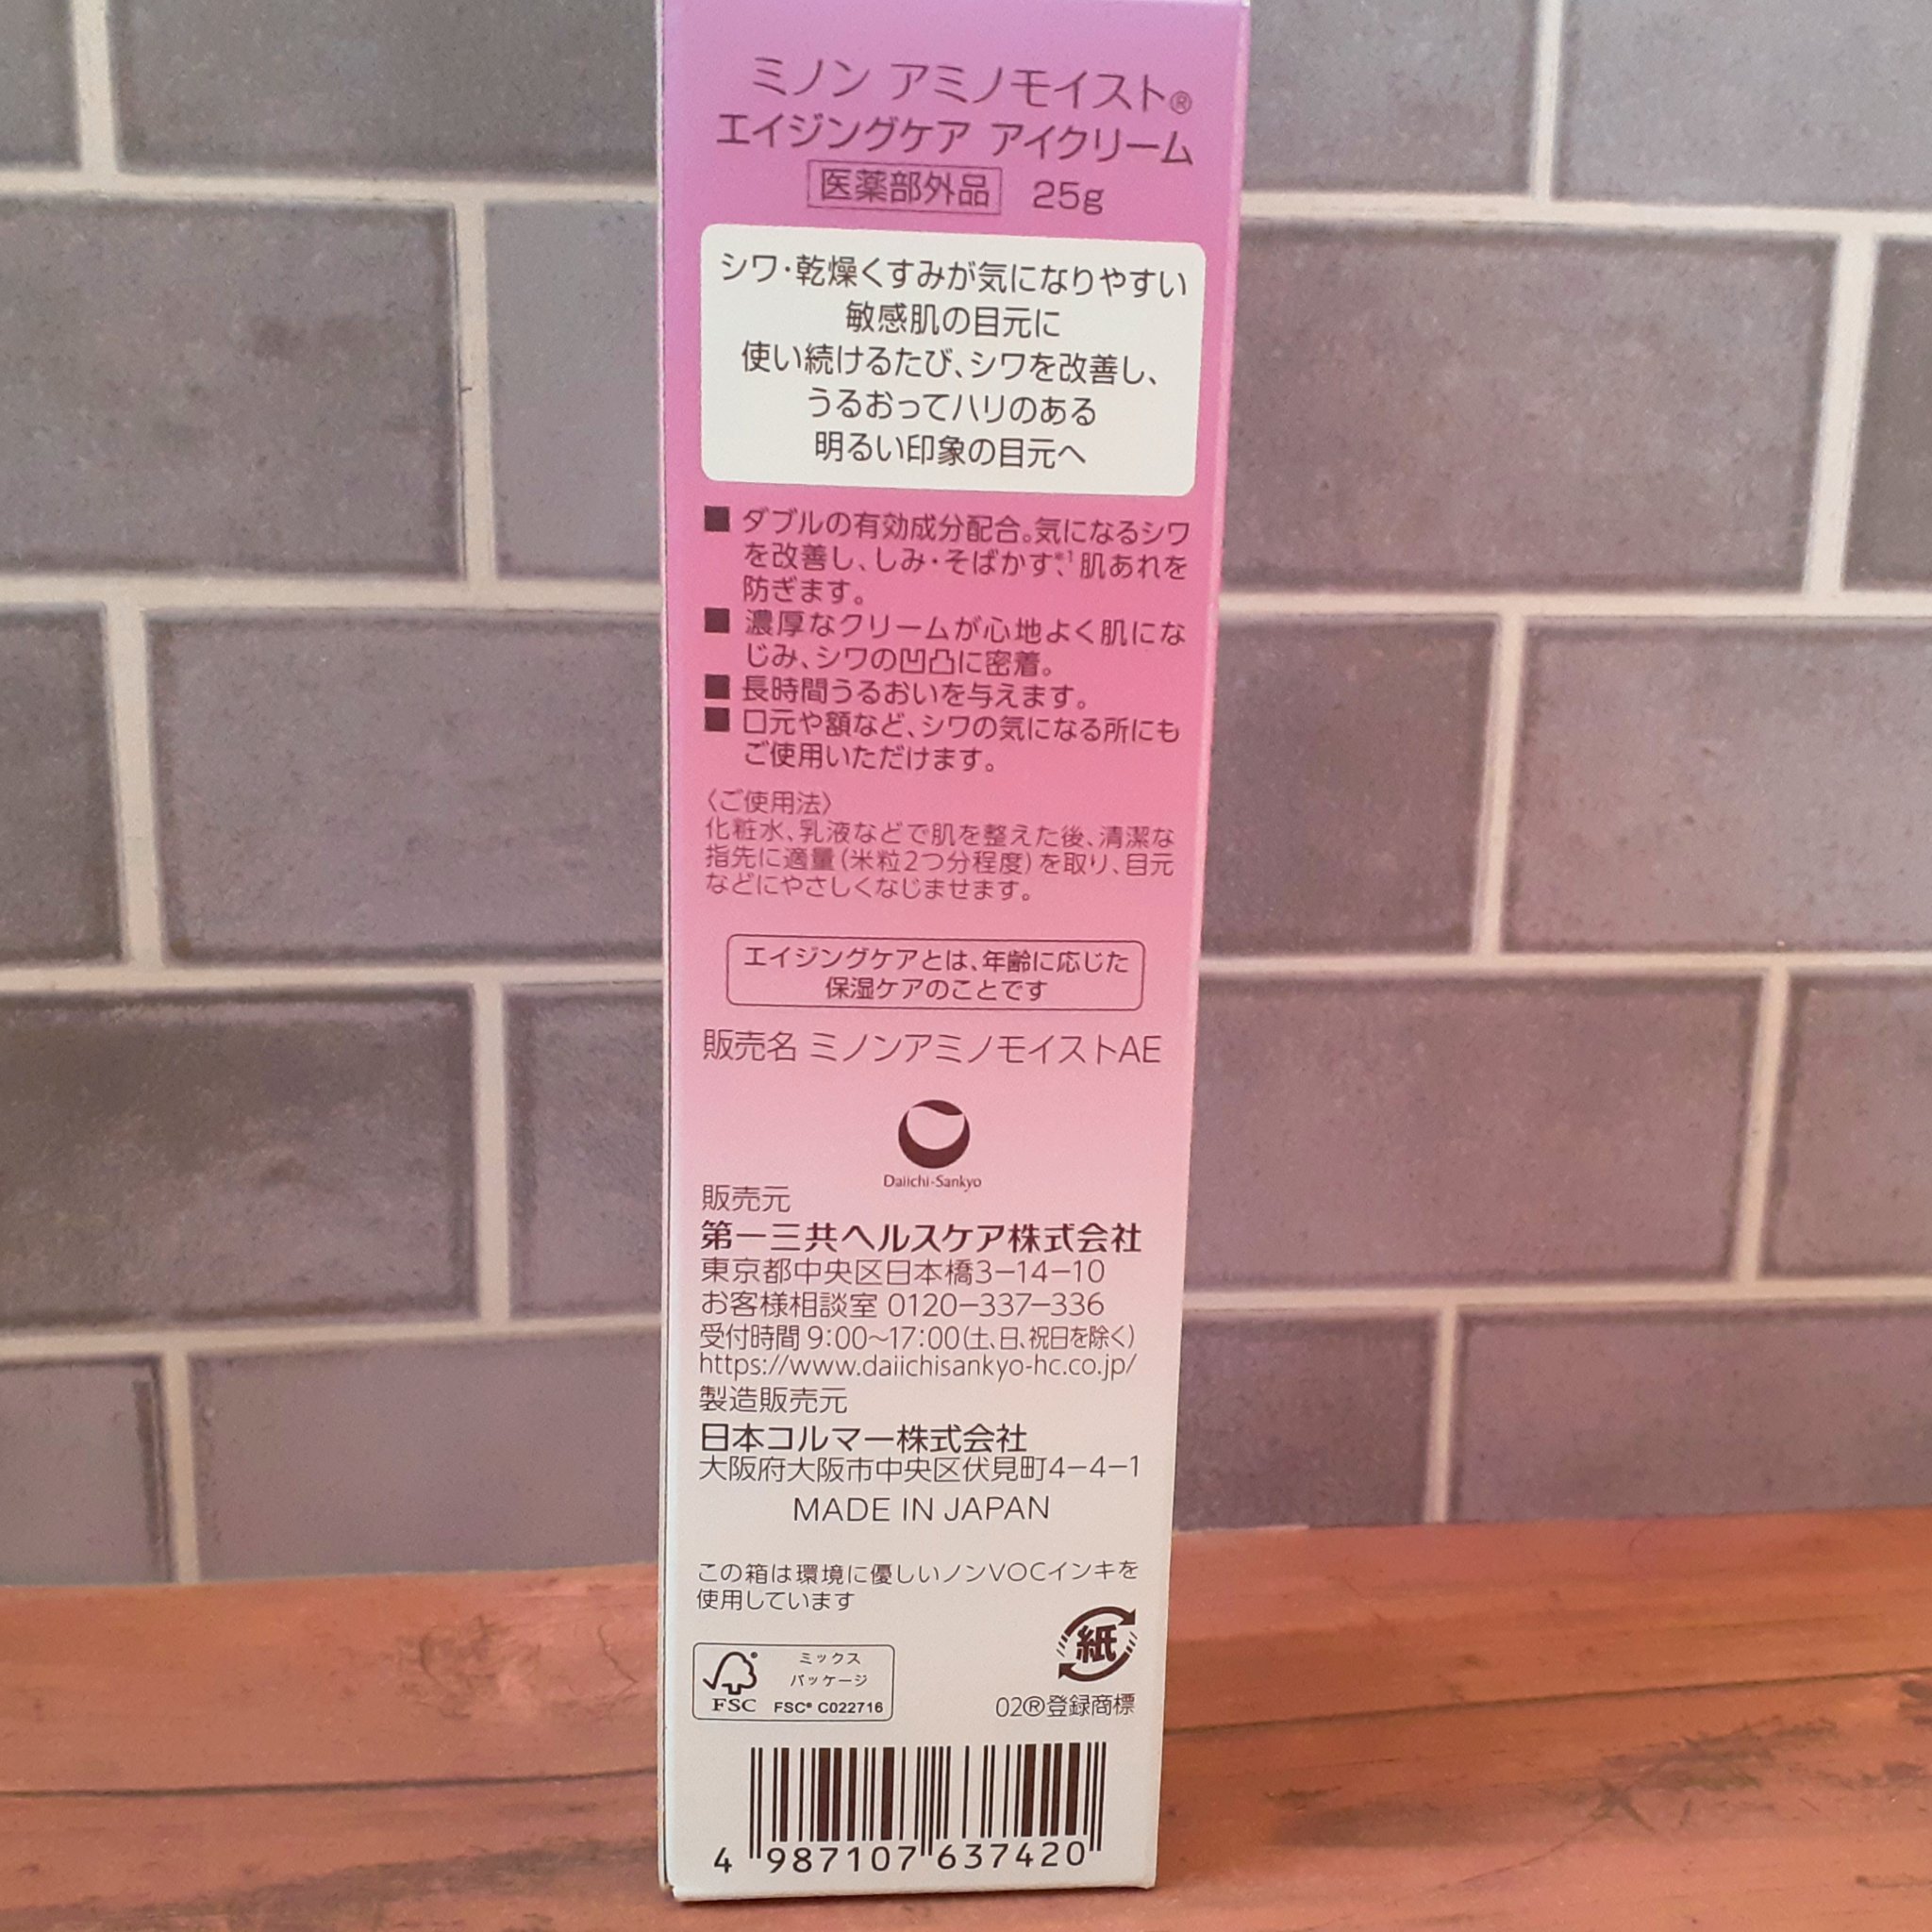 ミノン アミノモイスト®
エイジングケア アイクリーム
医薬部外品 25g
シワ・乾燥くすみが気になりやすい
敏感肌の目元に
使い続けるたび、シワを改善し、
うるおってハリのある
明るい印象の目元へ
■ ダブルの有効成分配合。気になるシワ
を改善し、しみ・そばかす※1、肌あれを
防ぎます。
■ 濃厚なクリームが心地よく肌にな
じみ、シワの凹凸に密着。
■ 長時間うるおいを与えます。
■ 口元や額など、シワの気になる所にも
ご使用いただけます。
〈ご使用法〉
化粧水、乳液などで肌を整えた後、清潔な
指先に適量(米粒2つ分程度)を取り、目元
などにやさしくなじませます。
エイジングケアとは、年齢に応じた
保湿ケアのことです
販売名 ミノンアミノモイストAE
Daiichi-Sankyo
販売元
第一三共ヘルスケア株式会社
東京都中央区日本橋3-14-10
お客様相談室 0120-337-336
受付時間 9:00~17:00(土、日、祝日を除く)
https://www.daiichisankyo-hc.co.jp/
製造販売元
日本コルマー株式会社
大阪府大阪市中央区伏見町4-4-1
MADE IN JAPAN
この箱は環境に優しいノンVOCインキを
使用しています
紙
ミックス
パッケージ
FSC FSC® C022716
02®登録商標
4 987107 637420